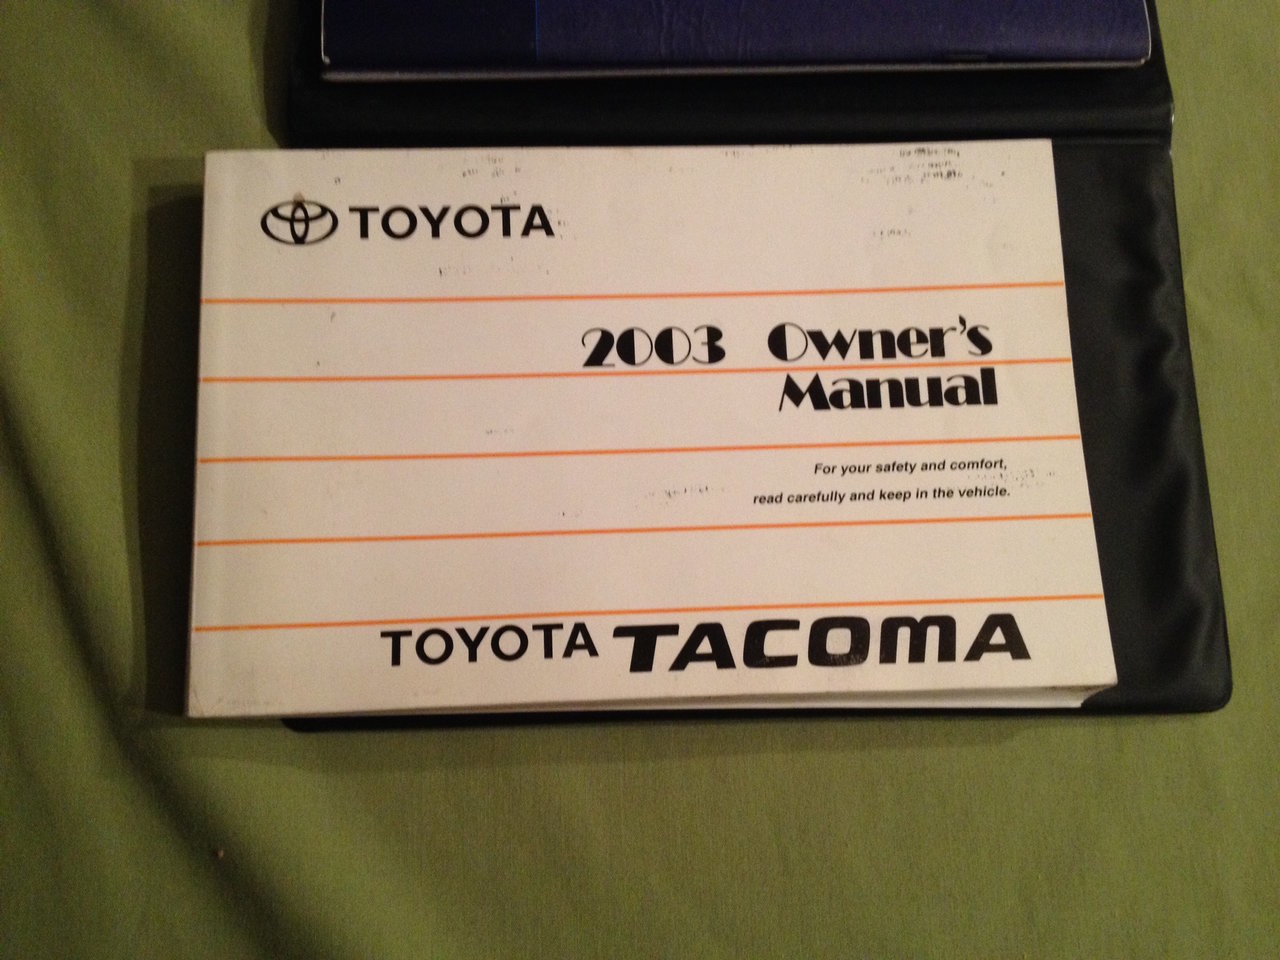 TOYOTA
2003 Owner's
Manual
For your safety and comfort,
read carefully and keep in the vehicle.
TOYOTA TACOMA